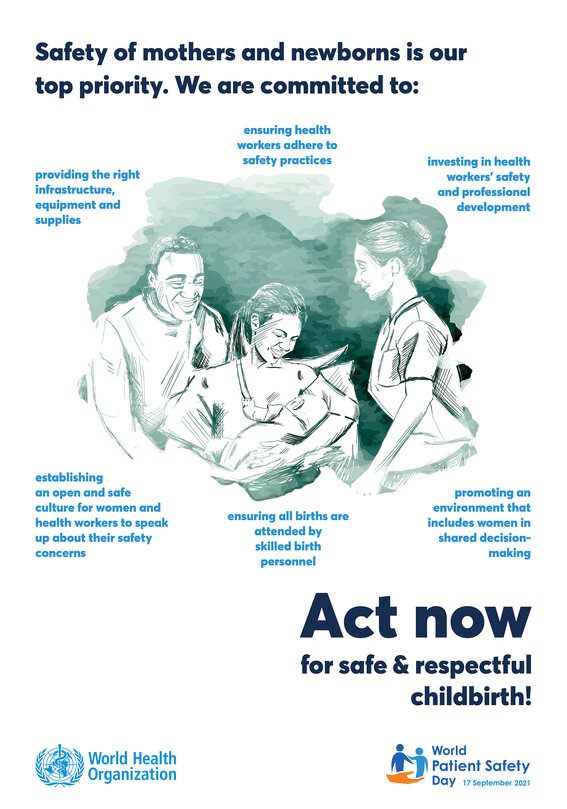 Safety of mothers and newborns is our
top priority. We are committed to:
ensuring health
workers adhere to
safety practices
providing the right
infrastructure,
equipment and
supplies
investing in health
workers' safety
and professional
development
establishing
an open and safe
culture for women and
health workers to speak
up about their safety
concerns
ensuring all births are
attended by
skilled birth
personnel
promoting an
environment that
includes women in
shared decision-
making
Act now
for safe & respectful
childbirth!
World Health
Organization
World
Patient Safety
Day 17 September 2021